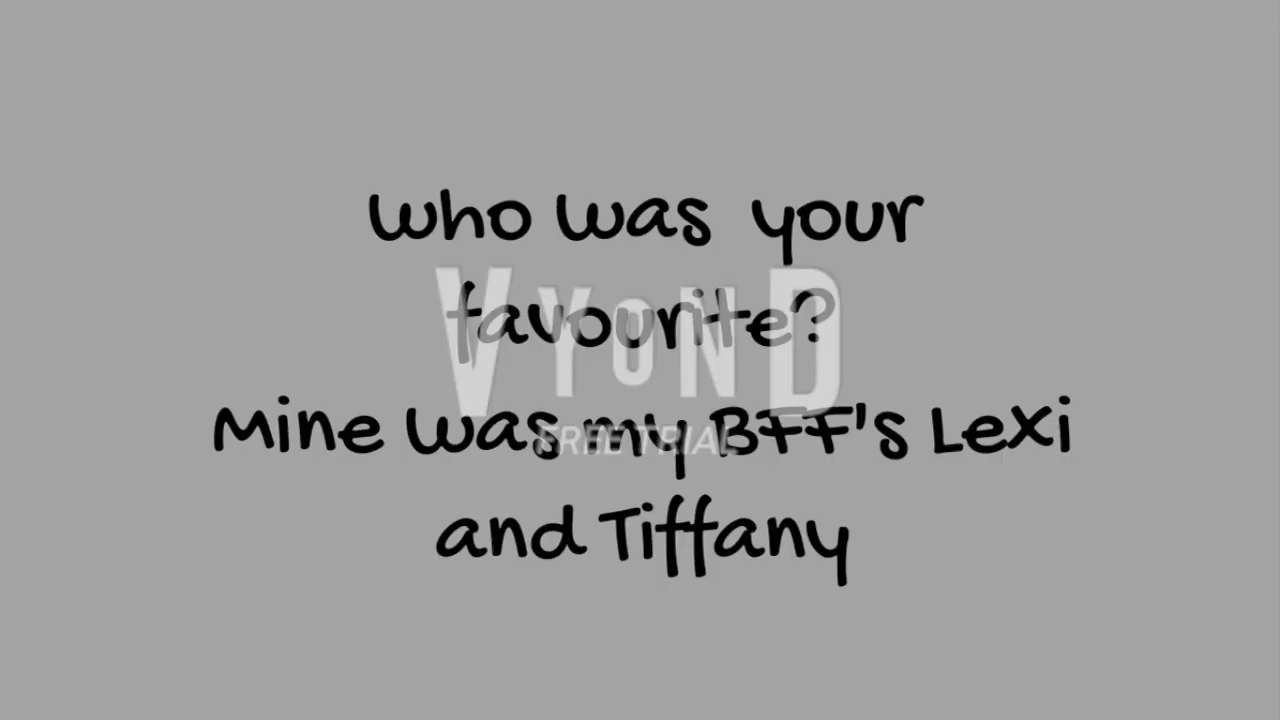 Who was your
favourite?
Mine was my BFF's Lexi
and Tiffany
VYOND
FREE TRIAL